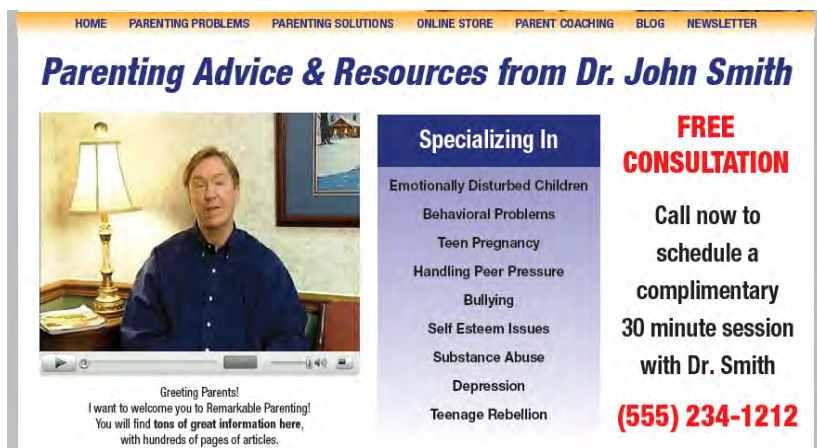 HOME PARENTING PROBLEMS PARENTING SOLUTIONS ONLINE STORE PARENT COACHING BLOG NEWSLETTER
Parenting Advice & Resources from Dr. John Smith
Greeting Parents!
I want to welcome you to Remarkable Parenting!
You will find tons of great information here,
with hundreds of pages of articles.
Specializing In
Emotionally Disturbed Children
Behavioral Problems
Teen Pregnancy
Handling Peer Pressure
Bullying
Self Esteem Issues
Substance Abuse
Depression
Teenage Rebellion
FREE
CONSULTATION
Call now to
schedule a
complimentary
30 minute session
with Dr. Smith
(555) 234-1212